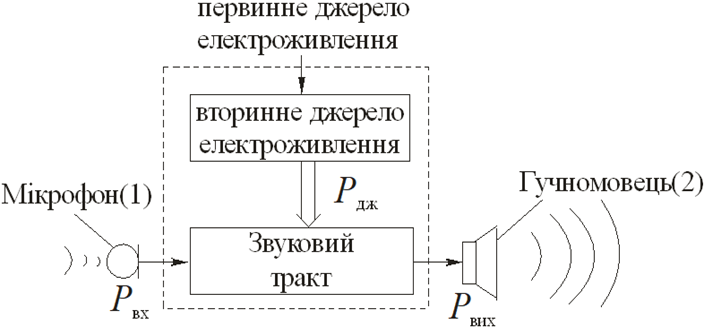 первинне джерело
електроживлення
вторинне джерело
електроживлення
Pдж
Мікрофон(1)
Гучномовець(2)
Звуковий
тракт
Pвх
Pвих